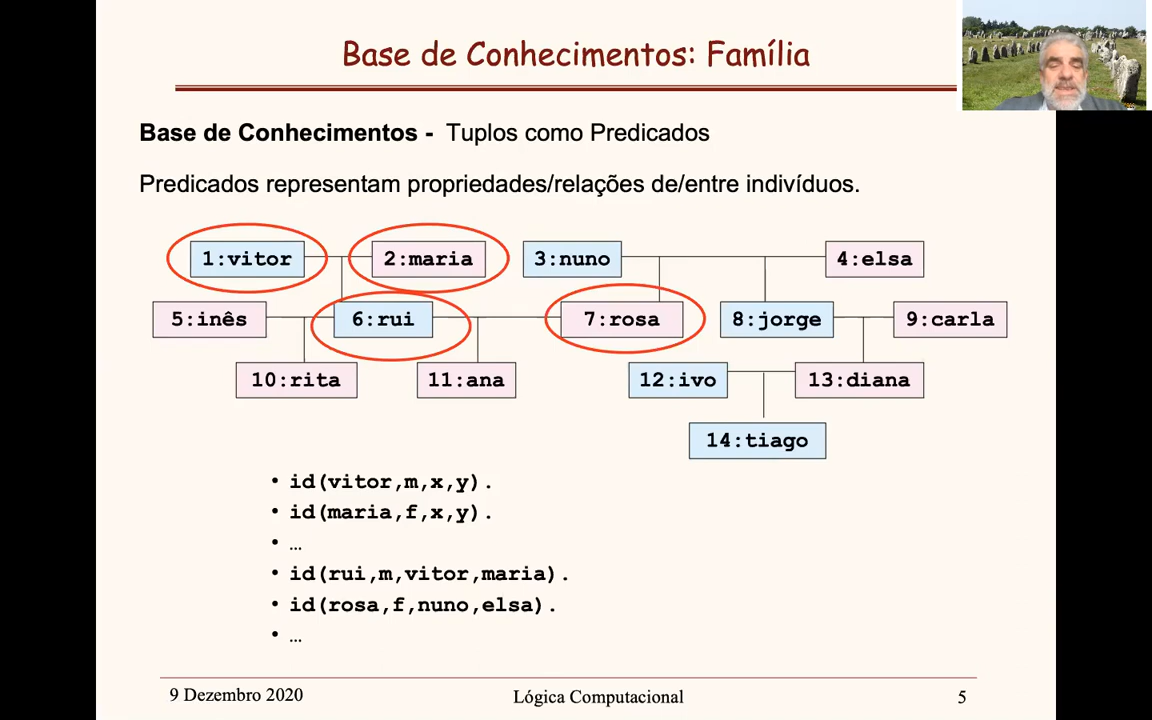 Base de Conhecimentos: Família
Base de Conhecimentos - Tuplos como Predicados
Predicados representam propriedades/relações de/entre indivíduos.
1:vitor 2:maria 3:nuno 4:elsa
5:inês 6:rui 7:rosa 8:jorge 9:carla
10:rita 11:ana 12:ivo 13:diana
14:tiago
• id(vitor,m,x,y).
• id(maria,f,x,y).
• …
• id(rui,m,vitor,maria).
• id(rosa,f,nuno,elsa).
• …
9 Dezembro 2020 Lógica Computacional 5